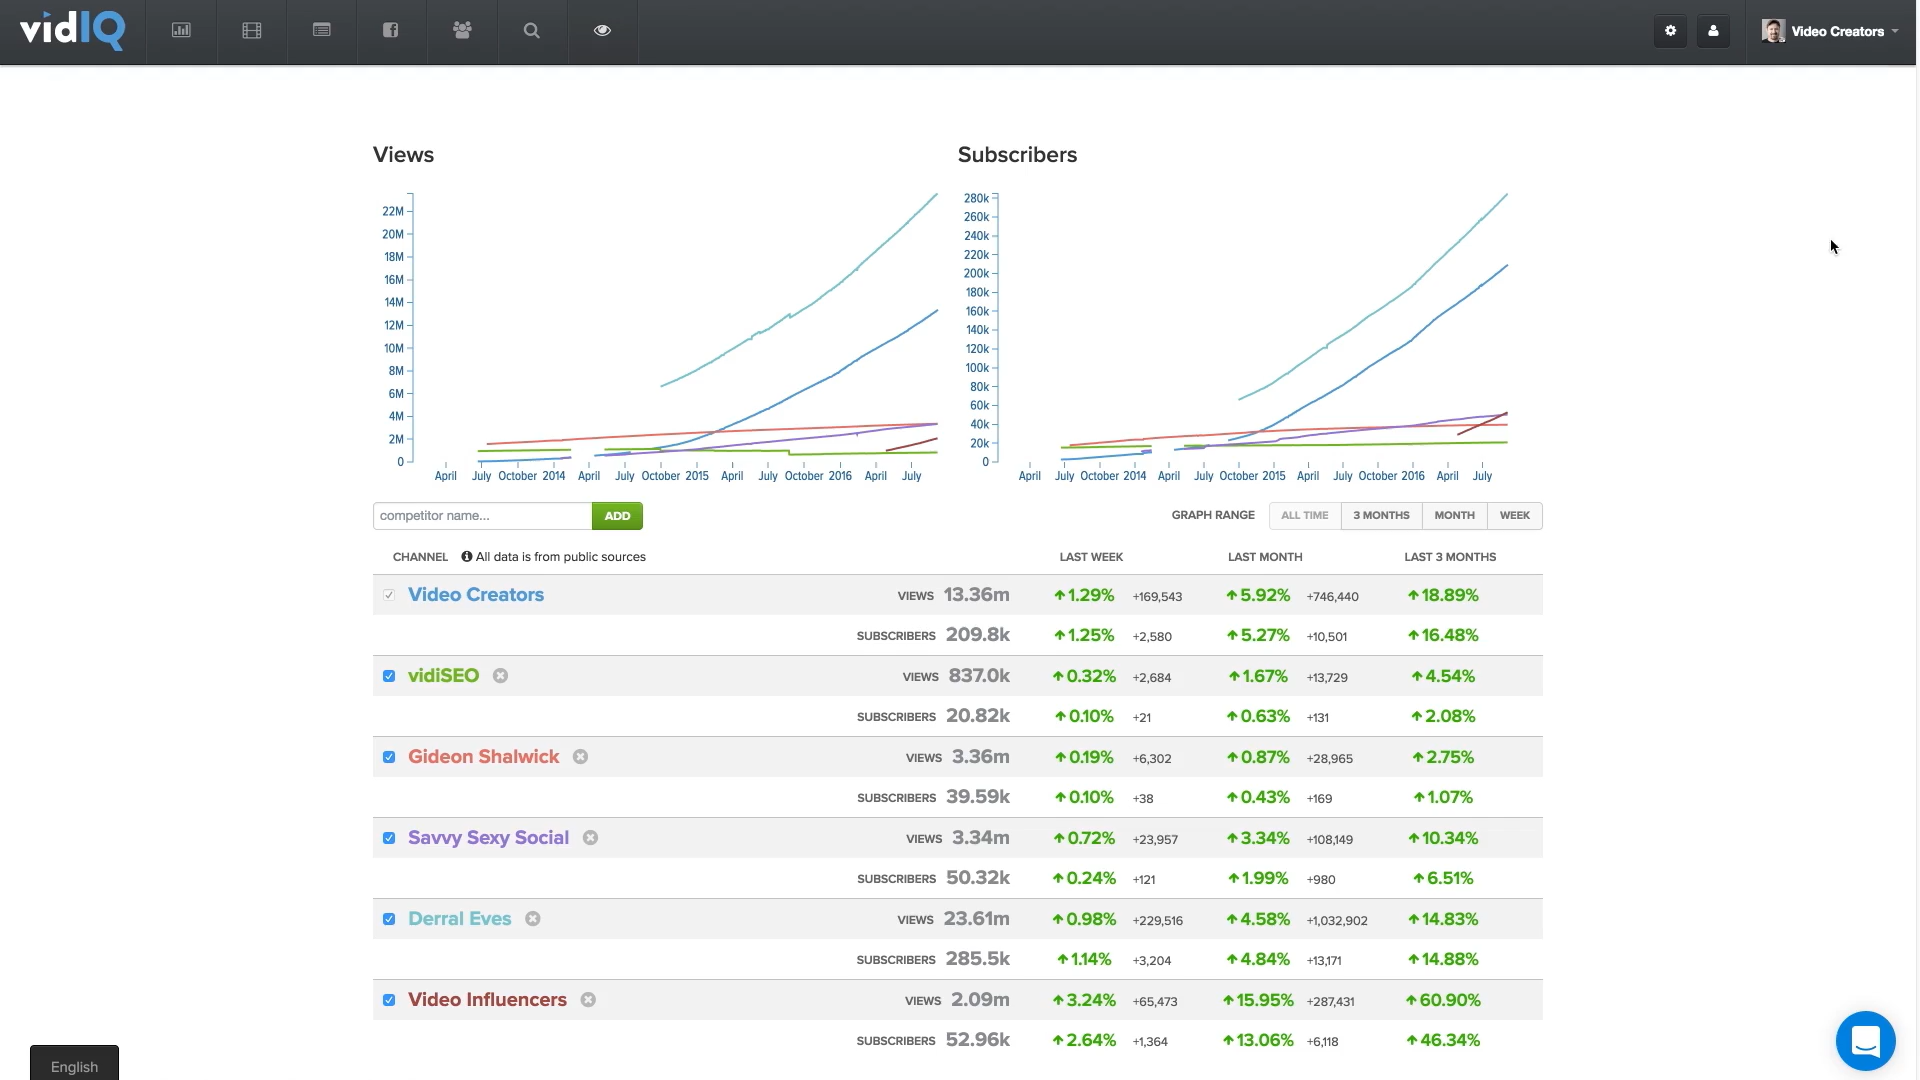 vidIQ
Video Creators
Views
Subscribers
22M
20M
18M
16M
14M
12M
10M
8M
6M
4M
2M
0
April July October 2014 April July October 2015 April July October 2016 April July
280k
260k
240k
220k
200k
180k
160k
140k
120k
100k
80k
60k
40k
20k
0
April July October 2014 April July October 2015 April July October 2016 April July
competitor name... ADD
GRAPH RANGE ALL TIME 3 MONTHS MONTH WEEK
CHANNEL All data is from public sources LAST WEEK LAST MONTH LAST 3 MONTHS
Video Creators VIEWS 13.36m 1.29% +169,543 5.92% +746,440 18.89%
SUBSCRIBERS 209.8k 1.25% +2,580 5.27% +10,501 16.48%
vidiSEO VIEWS 837.0k 0.32% +2,684 1.67% +13,729 4.54%
SUBSCRIBERS 20.82k 0.10% +21 0.63% +131 2.08%
Gideon Shalwick VIEWS 3.36m 0.19% +6,302 0.87% +28,965 2.75%
SUBSCRIBERS 39.59k 0.10% +38 0.43% +169 1.07%
Savvy Sexy Social VIEWS 3.34m 0.72% +23,957 3.34% +108,149 10.34%
SUBSCRIBERS 50.32k 0.24% +121 1.99% +980 6.51%
Derral Eves VIEWS 23.61m 0.98% +229,516 4.58% +1,032,902 14.83%
SUBSCRIBERS 285.5k 1.14% +3,204 4.84% +13,171 14.88%
Video Influencers VIEWS 2.09m 3.24% +65,473 15.95% +287,431 60.90%
SUBSCRIBERS 52.96k 2.64% +1,364 13.06% +6,118 46.34%
English